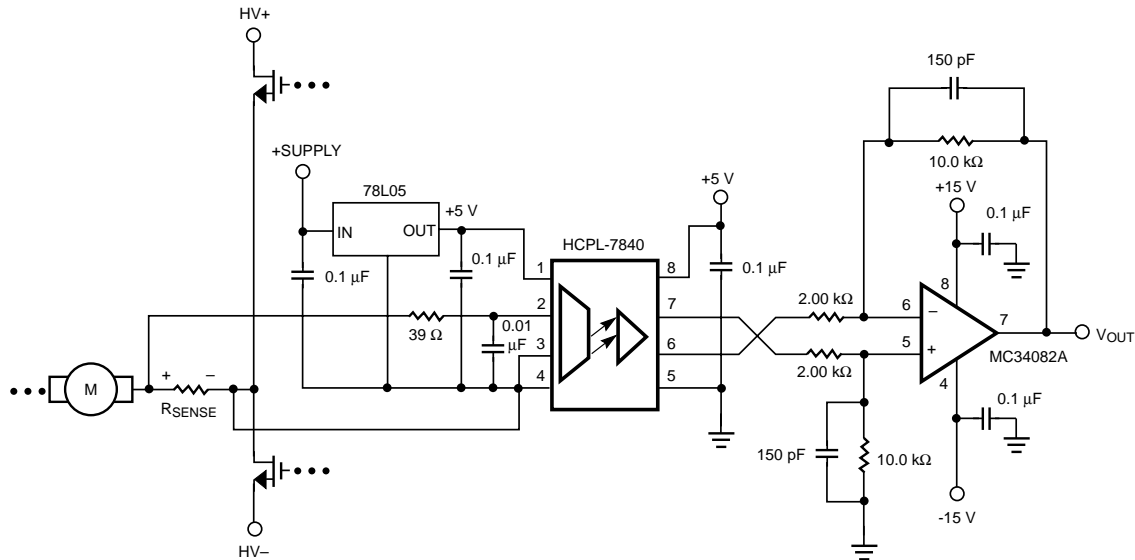 HV+
150 pF
10.0 kΩ
+SUPPLY
78L05
+5 V
IN
OUT
0.1 µF
0.1 µF
HCPL-7840
+5 V
0.1 µF
+15 V
0.1 µF
1
2
3
4
8
7
6
5
39 Ω
0.01
µF
2.00 kΩ
2.00 kΩ
6
5
–
+
8
7
4
MC34082A
VOUT
M
+
–
RSENSE
150 pF
10.0 kΩ
0.1 µF
-15 V
HV–